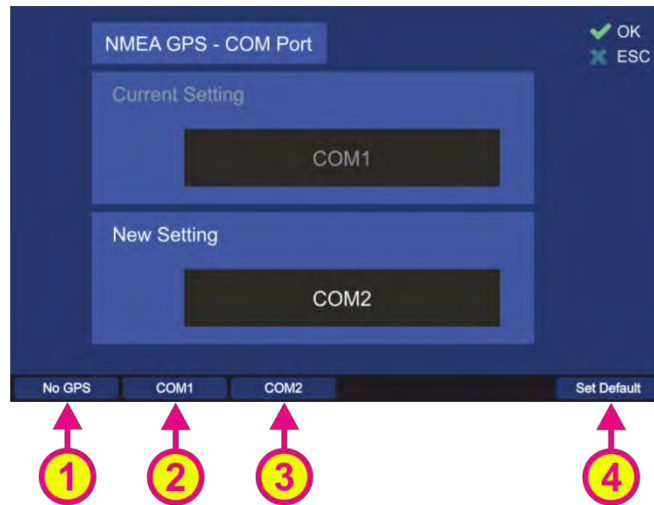 NMEA GPS - COM Port
OK
ESC
Current Setting
COM1
New Setting
COM2
No GPS COM1 COM2 Set Default
1 2 3 4